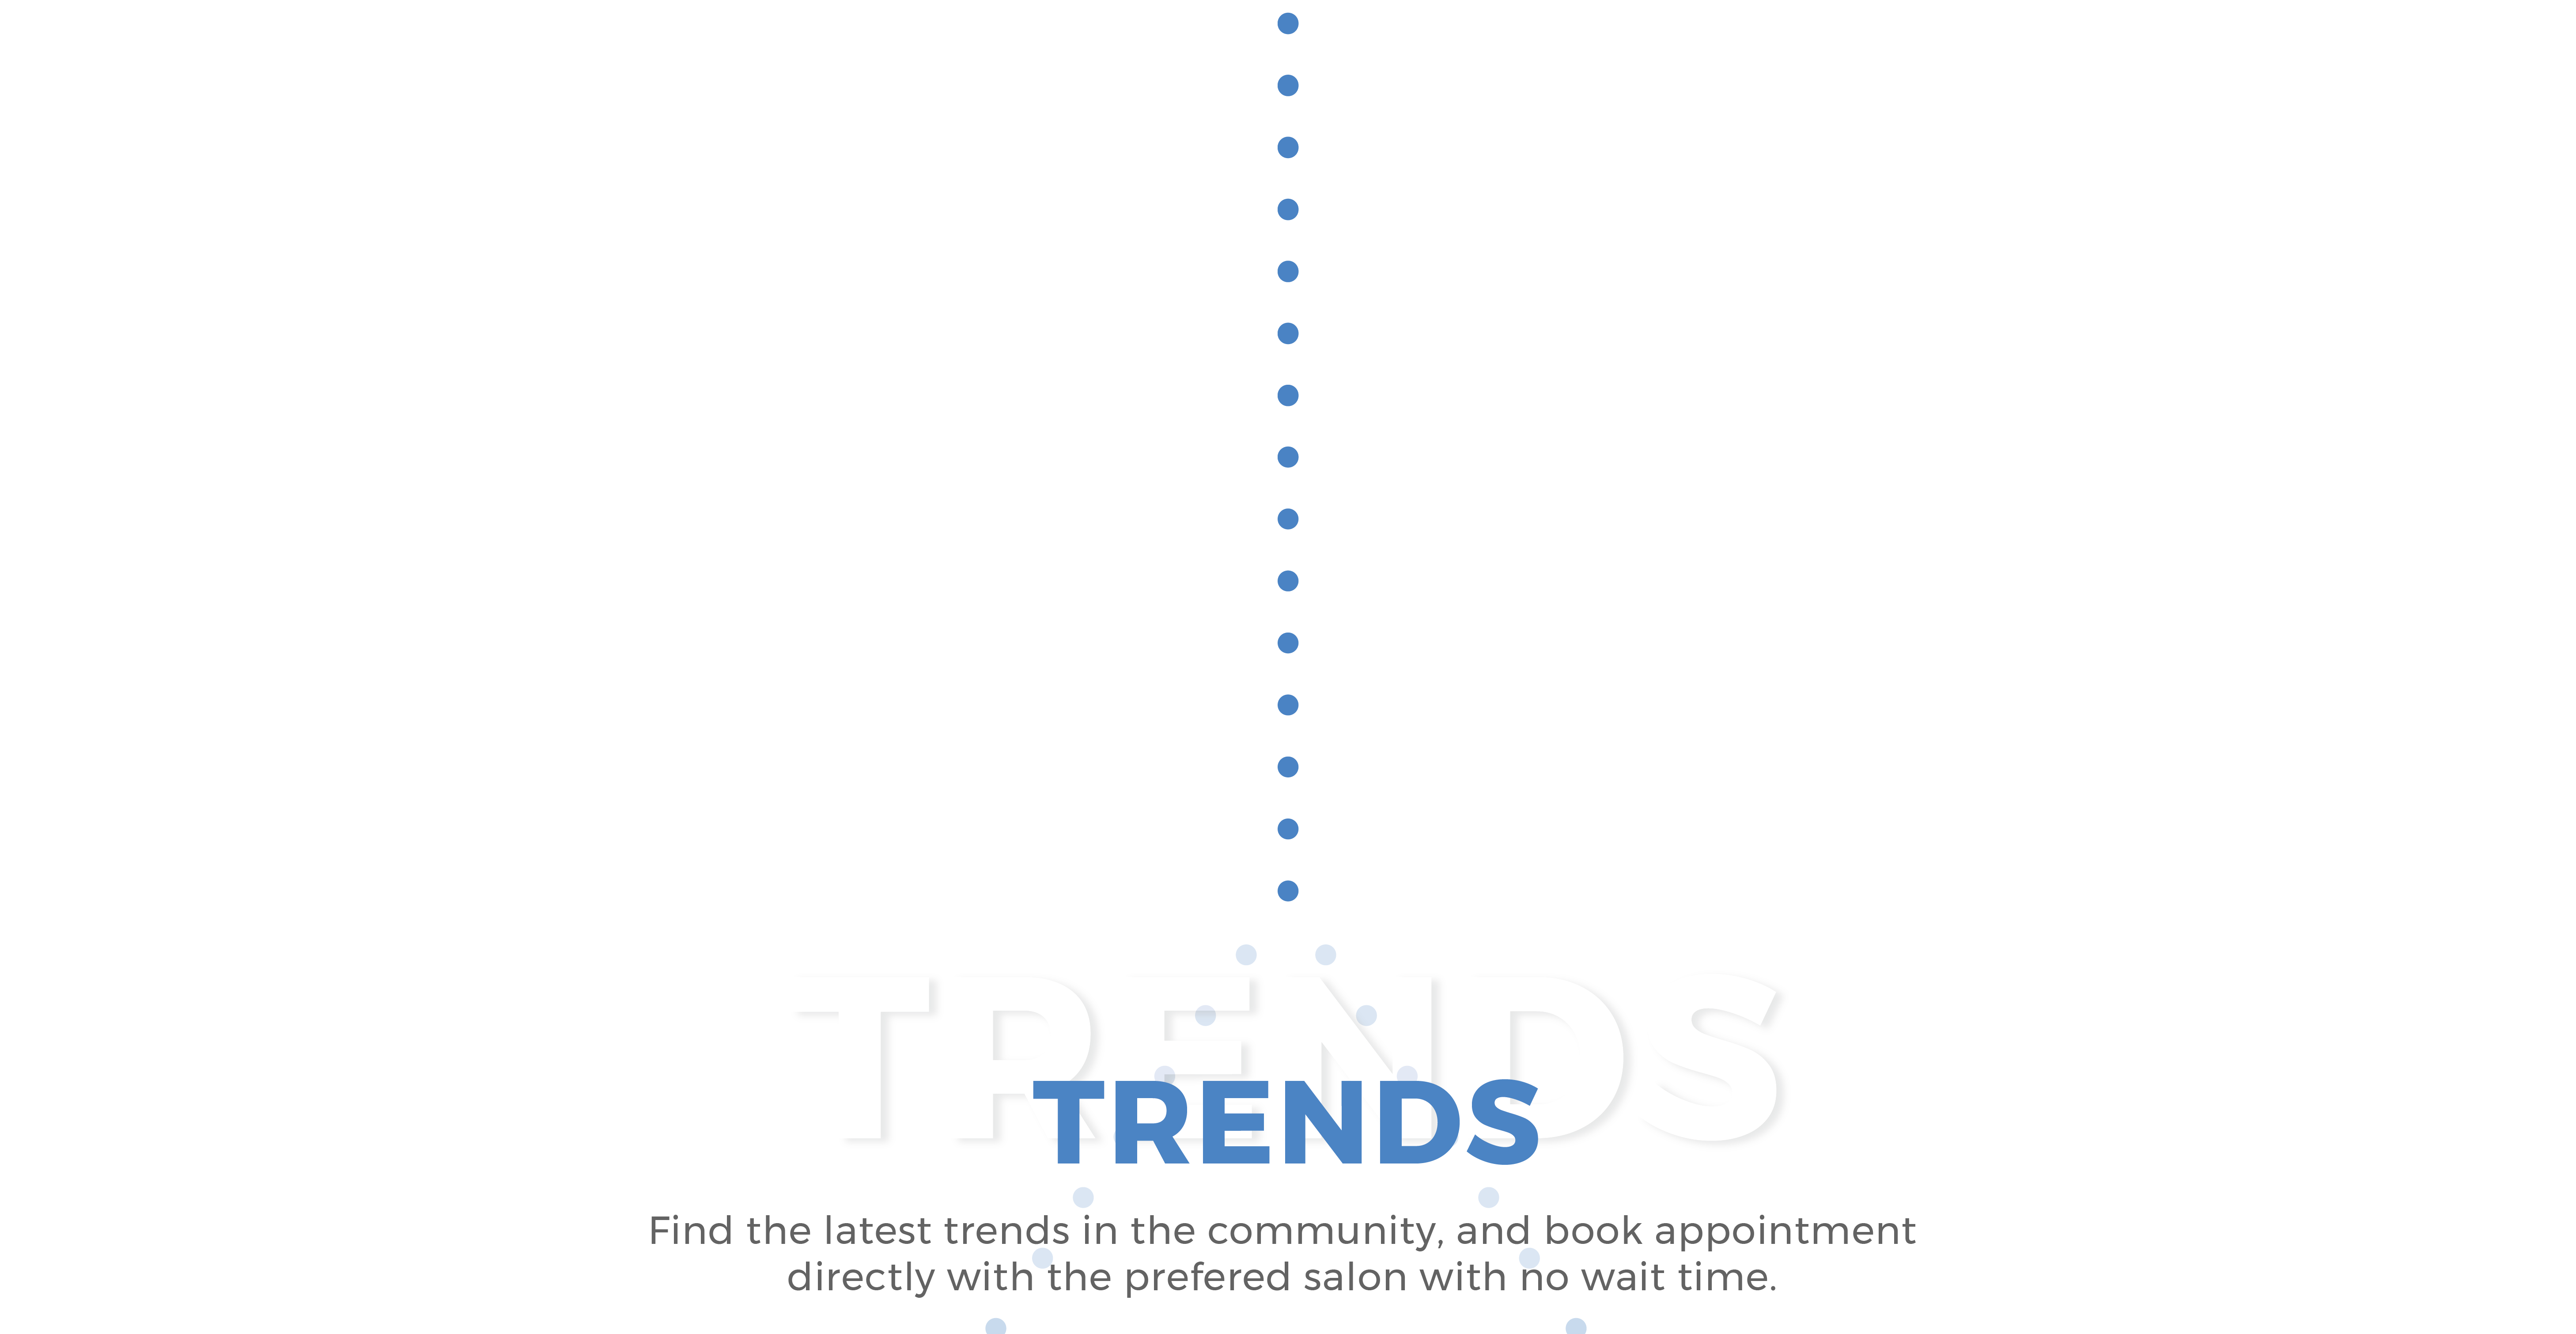 TRENDS
TRENDS
Find the latest trends in the community, and book appointment
directly with the prefered salon with no wait time.